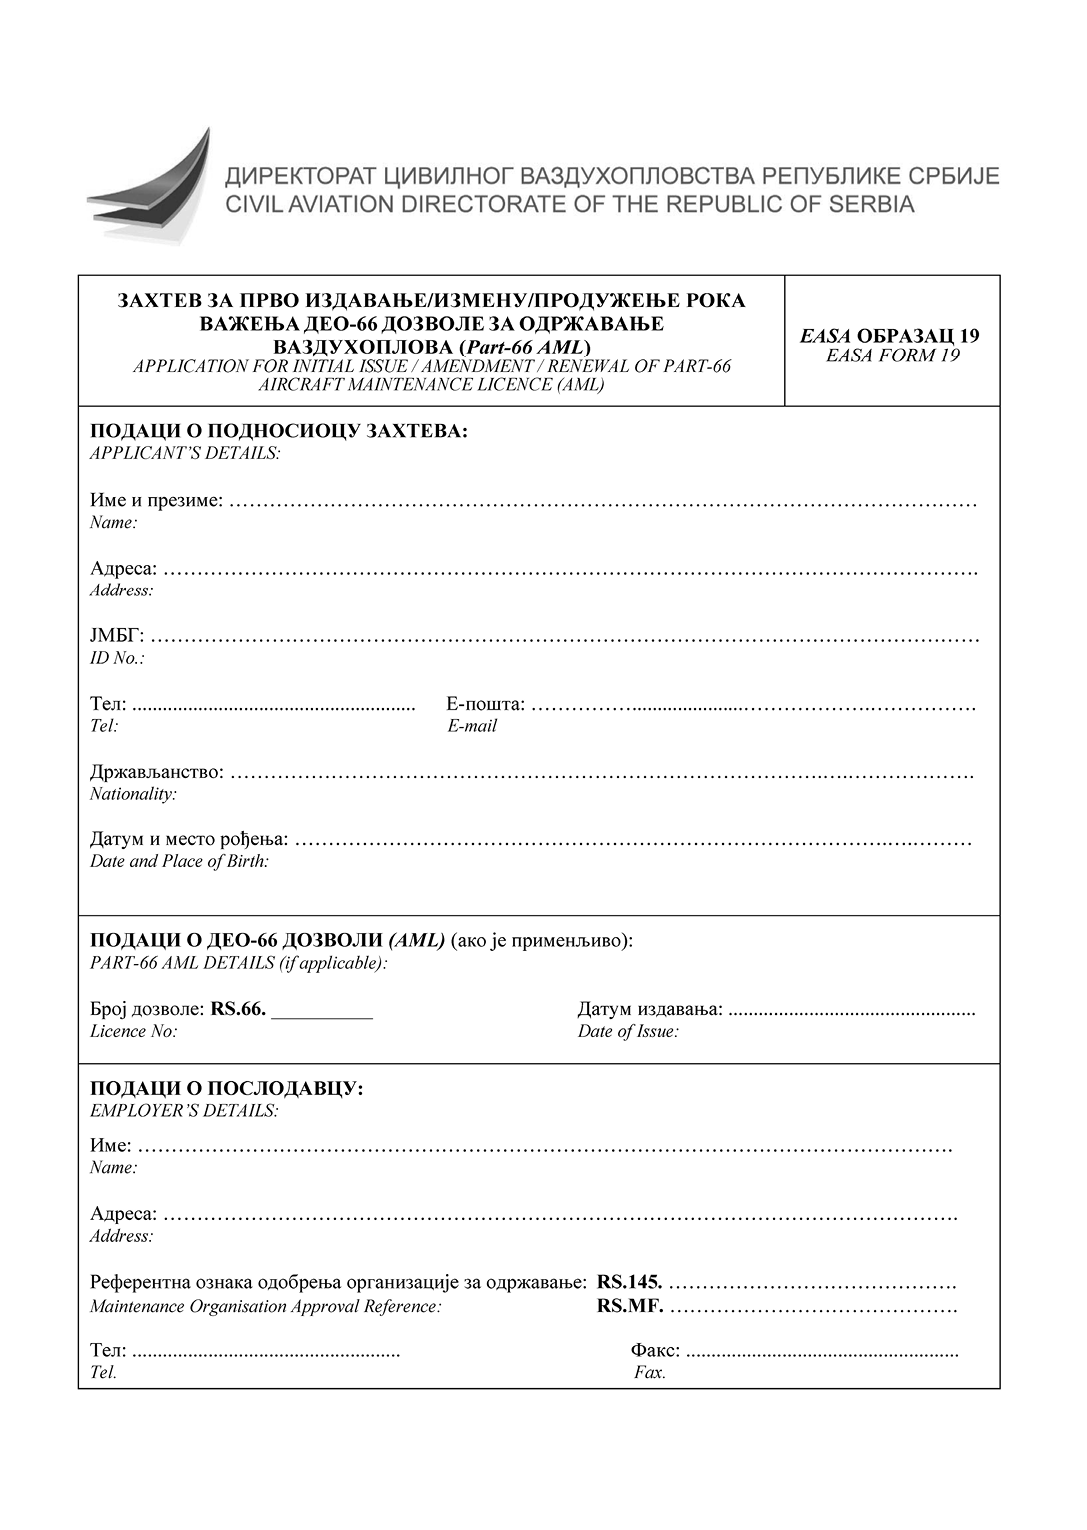 ДИРЕКТОРАТ ЦИВИЛНОГ ВАЗДУХОПЛОВСТВА РЕПУБЛИКЕ СРБИЈЕ
CIVIL AVIATION DIRECTORATE OF THE REPUBLIC OF SERBIA
ЗАХТЕВ ЗА ПРВО ИЗДАВАЊЕ/ИЗМЕНУ/ПРОДУЖЕЊЕ РОКА
ВАЖЕЊА ДЕО-66 ДОЗВОЛЕ ЗА ОДРЖАВАЊЕ
ВАЗДУХОПЛОВА (Part-66 AML)
APPLICATION FOR INITIAL ISSUE / AMENDMENT / RENEWAL OF PART-66
AIRCRAFT MAINTENANCE LICENCE (AML)
EASA ОБРАЗАЦ 19
EASA FORM 19
ПОДАЦИ О ПОДНОСИОЦУ ЗАХТЕВА:
APPLICANT'S DETAILS:
Име и презиме: ……………………………………………………………………………………………
Name:
Адреса: …………………………………………………………………………………………………….
Address:
ЈМБГ: ………………………………………………………………………………………………………
ID No.:
Тел: ........................................................ Е-пошта: ……………......................……………….……………
Tel: E-mail
Држављанство: ………………………………………………………………………….….…………….
Nationality:
Датум и место рођења: ……………………………………………………………………….….………
Date and Place of Birth:
ПОДАЦИ О ДЕО-66 ДОЗВОЛИ (AML) (ако је применљиво):
PART-66 AML DETAILS (if applicable):
Број дозволе: RS.66. __________ Датум издавања: .................................................
Licence No: Date of Issue:
ПОДАЦИ О ПОСЛОДАВЦУ:
EMPLOYER'S DETAILS:
Име: …………………………………………………………………………………………………….
Name:
Адреса: ………………………………………………………………………………………………….
Address:
Референтна ознака одобрења организације за одржавање: RS.145. ………………………………….
Maintenance Organisation Approval Reference: RS.MF. ………………………………….
Тел: ..................................................... Факс: ......................................................
Tel. Fax.